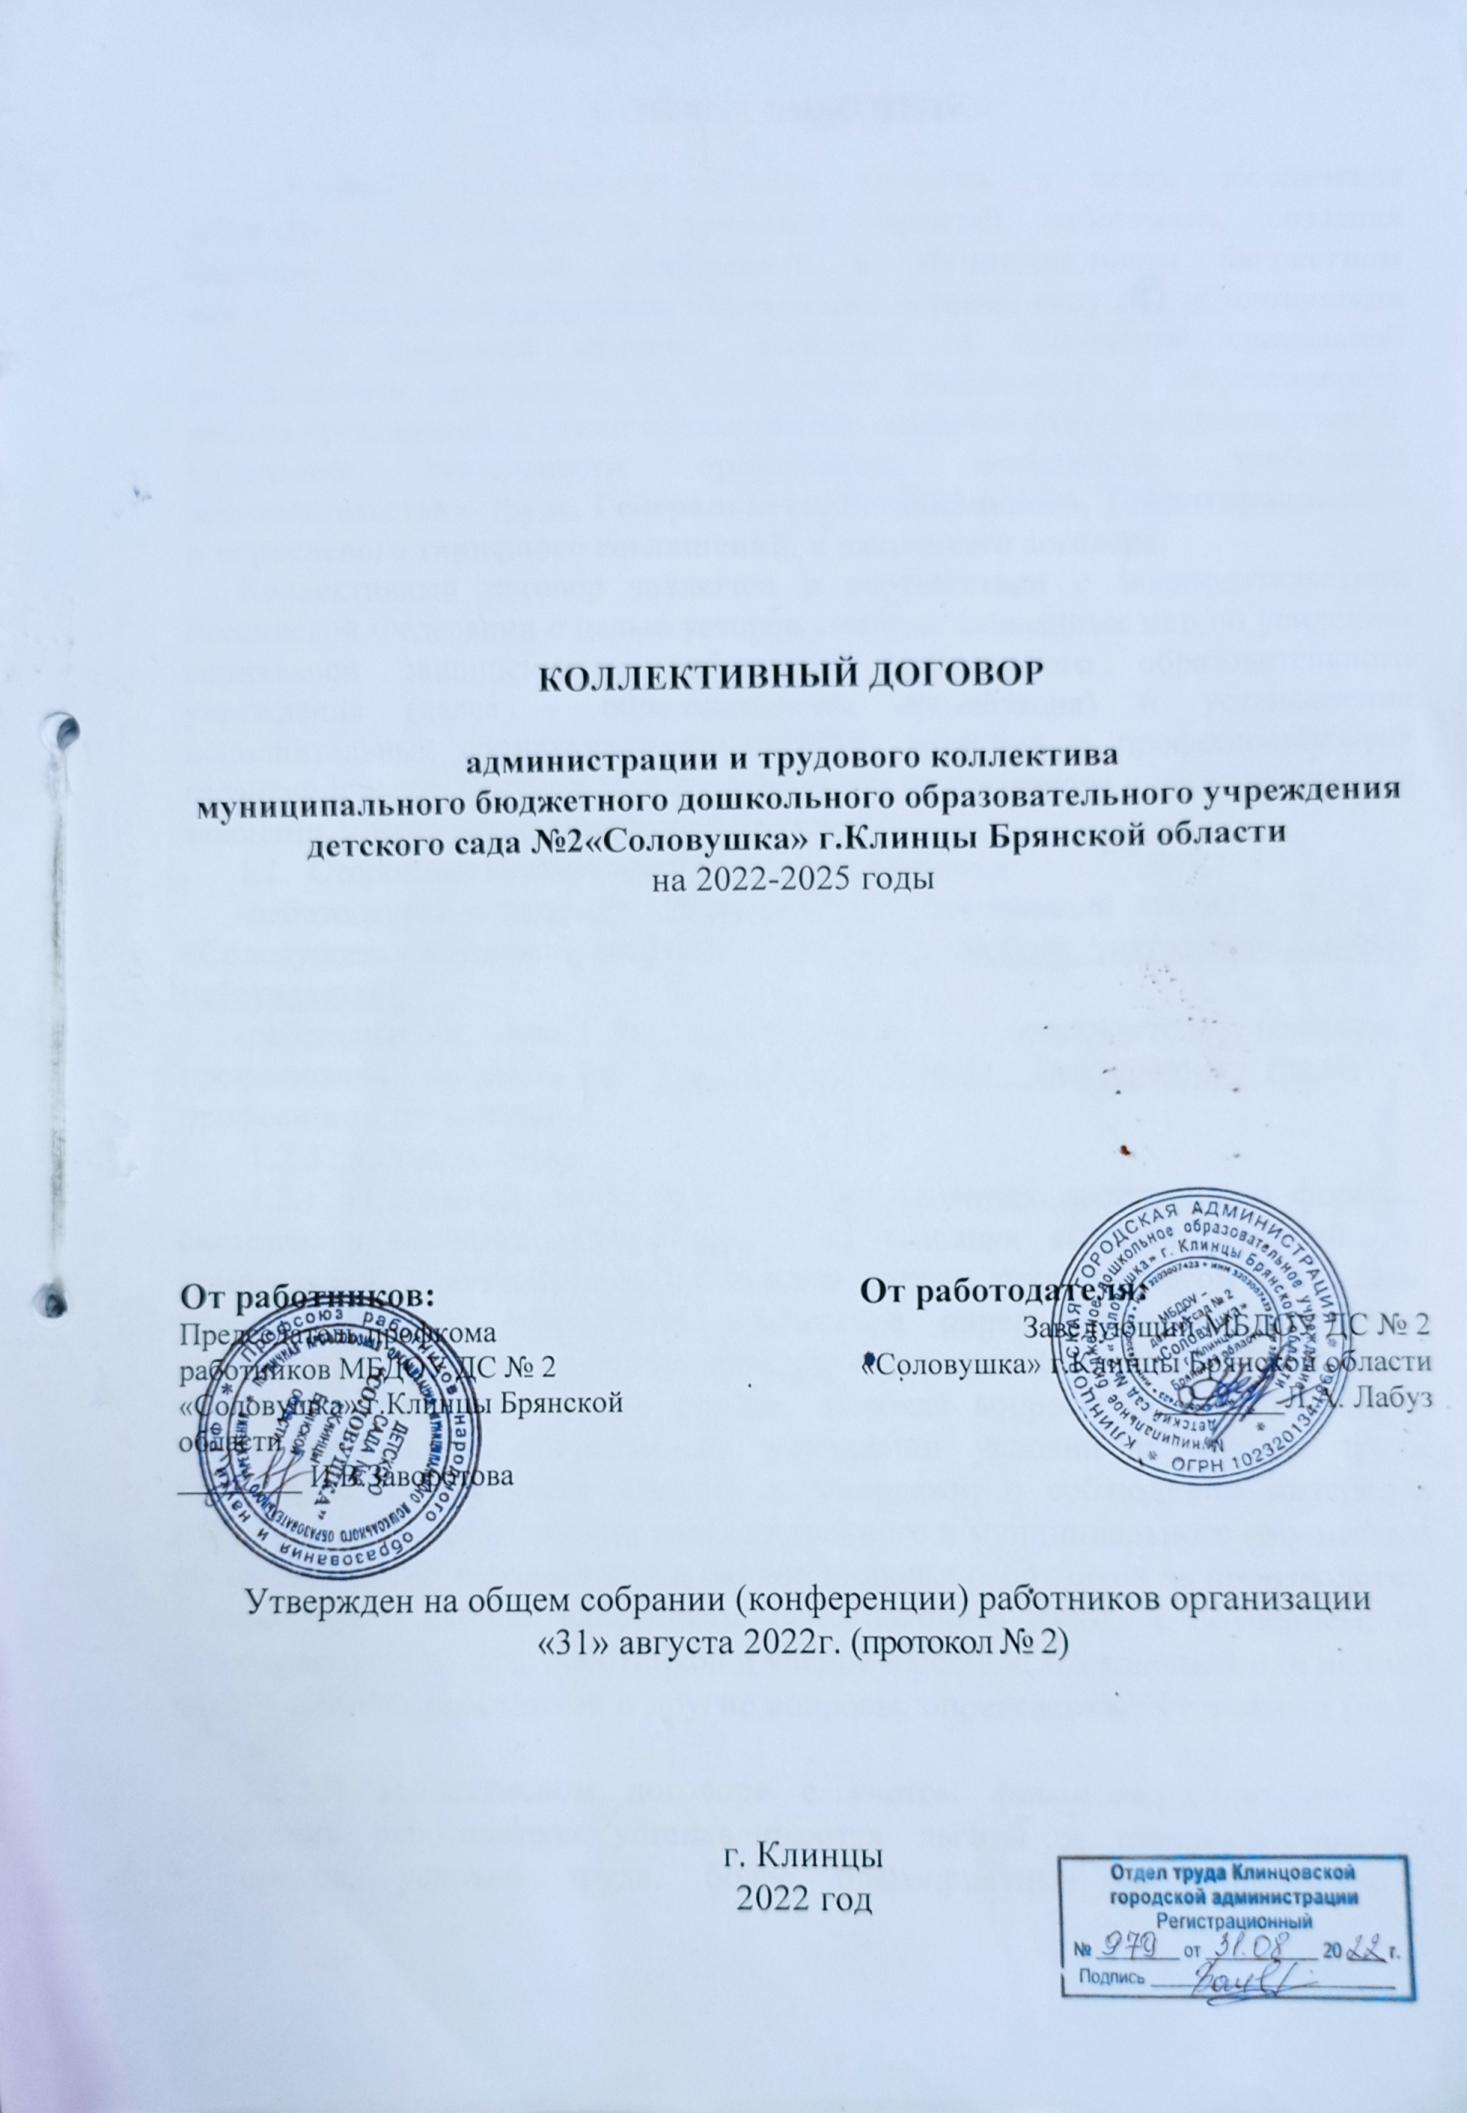 КОЛЛЕКТИВНЫЙ ДОГОВОР
администрации и трудового коллектива
муниципального бюджетного дошкольного образовательного учреждения
детского сада №2«Соловушка» г.Клинцы Брянской области
на 2022-2025 годы
От работников:
Председатель профкома
работников МБДОУ ДС № 2
«Соловушка» г.Клинцы Брянской
области
И.В.Заворотова
От работодателя:
Заведующий МБДОУ ДС № 2
«Соловушка» г.Клинцы Брянской области
Л.А. Лабуз
Утвержден на общем собрании (конференции) работников организации
«31» августа 2022г. (протокол № 2)
г. Клинцы
2022 год
Отдел труда Клинцовской
городской администрации
Регистрационный
№ 979 от 31.08 2022 г.
Подпись